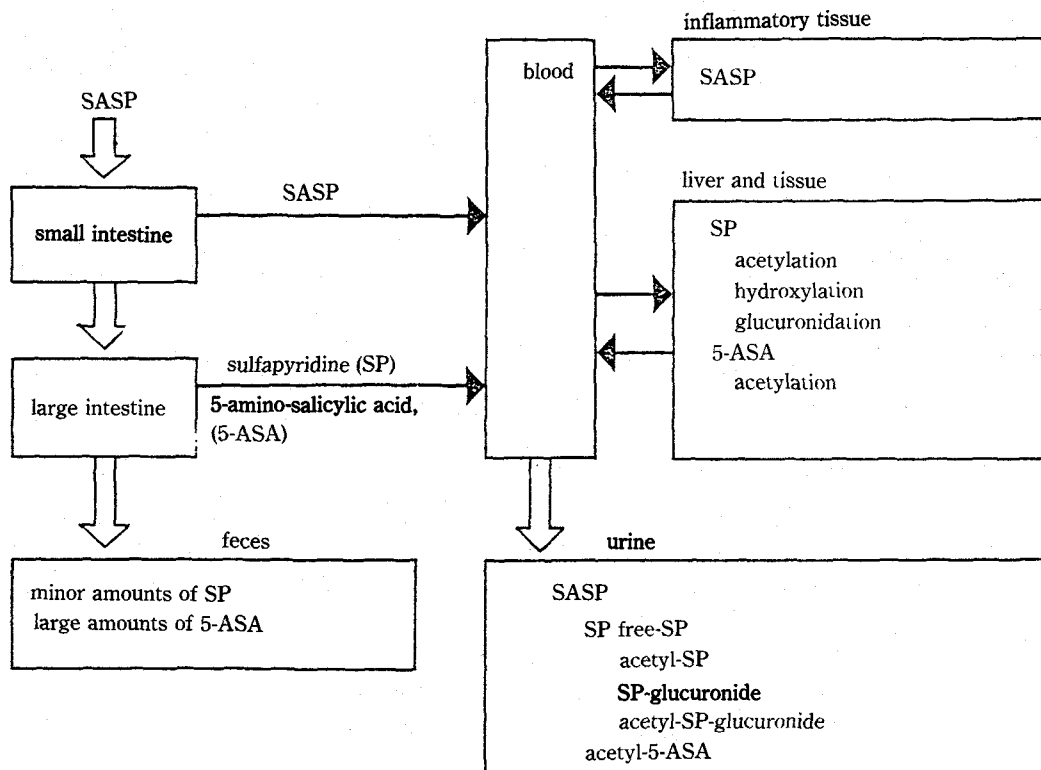 inflammatory tissue
blood
SASP
SASP
liver and tissue
SASP
small intestine
SP
acetylation
hydroxylation
glucuronidation
5-ASA
acetylation
sulfapyridine (SP)
large intestine
5-amino-salicylic acid,
(5-ASA)
feces
minor amounts of SP
large amounts of 5-ASA
urine
SASP
SP free-SP
acetyl-SP
SP-glucuronide
acetyl-SP-glucuronide
acetyl-5-ASA